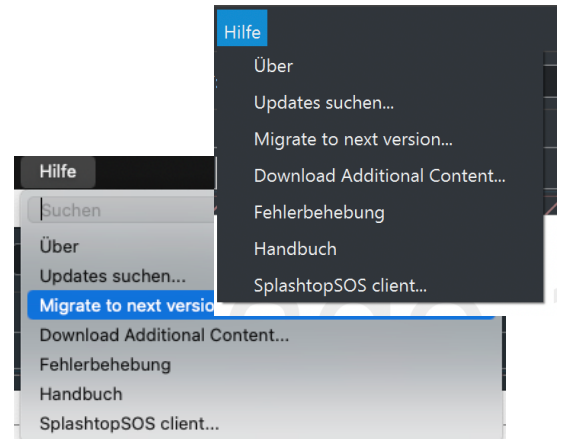 Hilfe
Über
Updates suchen...
Migrate to next version...
Download Additional Content...
Fehlerbehebung
Handbuch
SplashtopSOS client...
Hilfe
Suchen
Über
Updates suchen...
Migrate to next versio
Download Additional Content...
Fehlerbehebung
Handbuch
SplashtopSOS client...